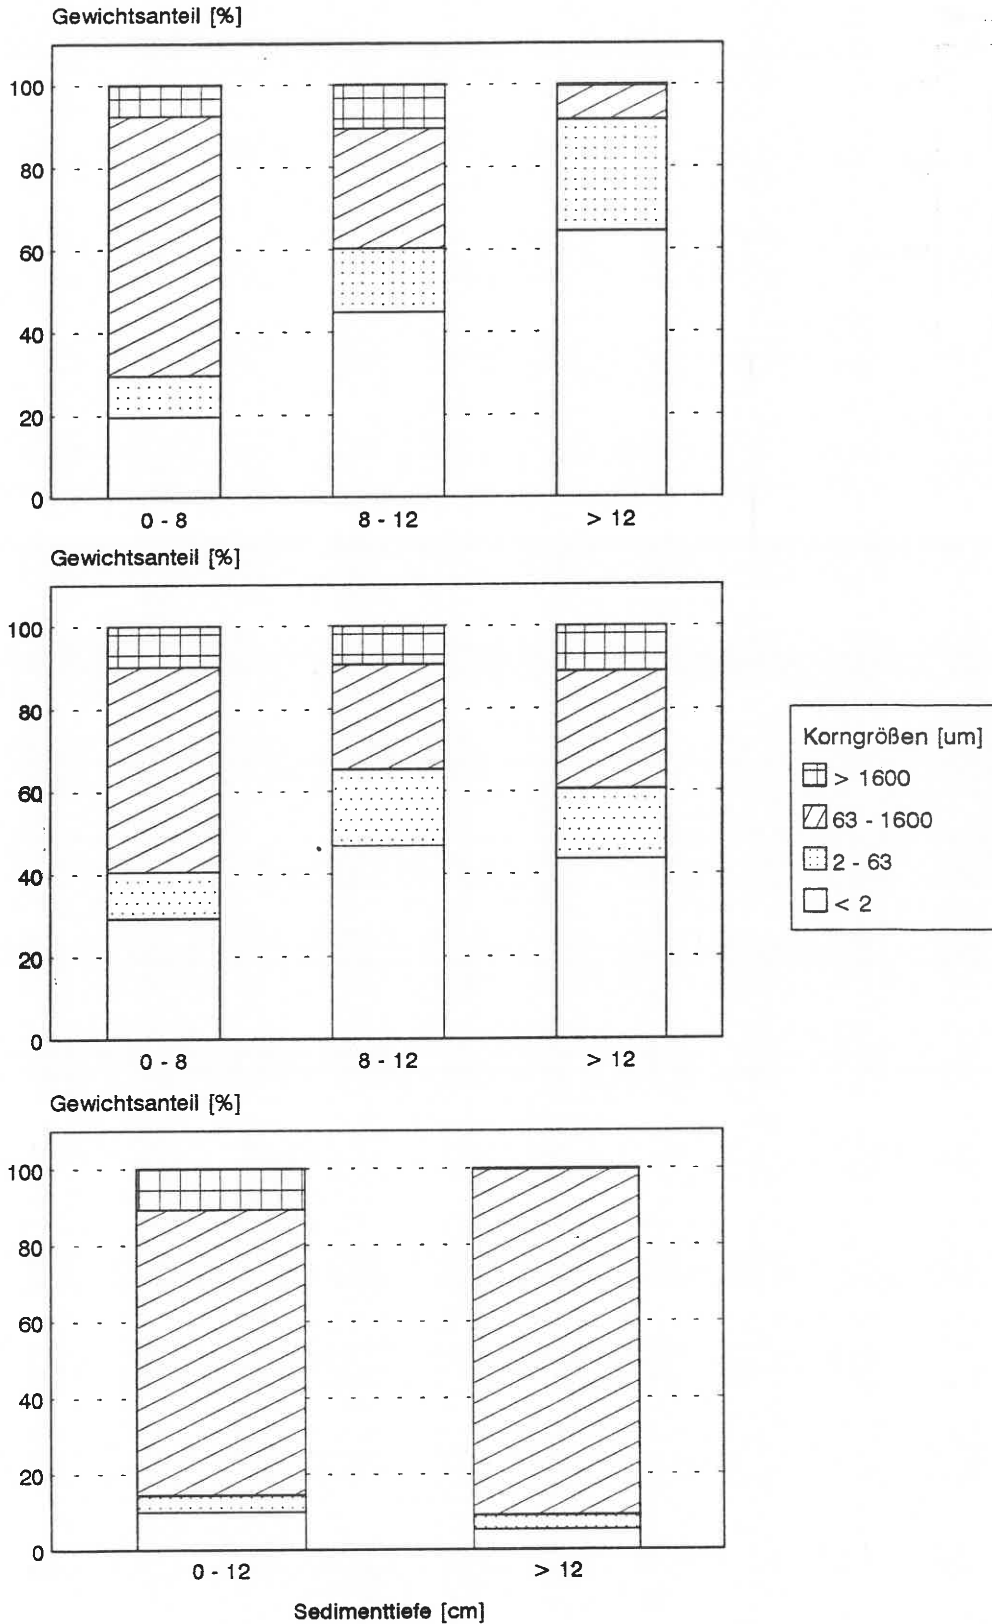 Gewichtsanteil [%]
100
80
60
40
20
0
0 - 8 8 - 12 > 12
Gewichtsanteil [%]
100
80
60
40
20
0
0 - 8 8 - 12 > 12
Korngrößen [um]
> 1600
63 - 1600
2 - 63
< 2
Gewichtsanteil [%]
100
80
60
40
20
0
0 - 12 > 12
Sedimenttiefe [cm]